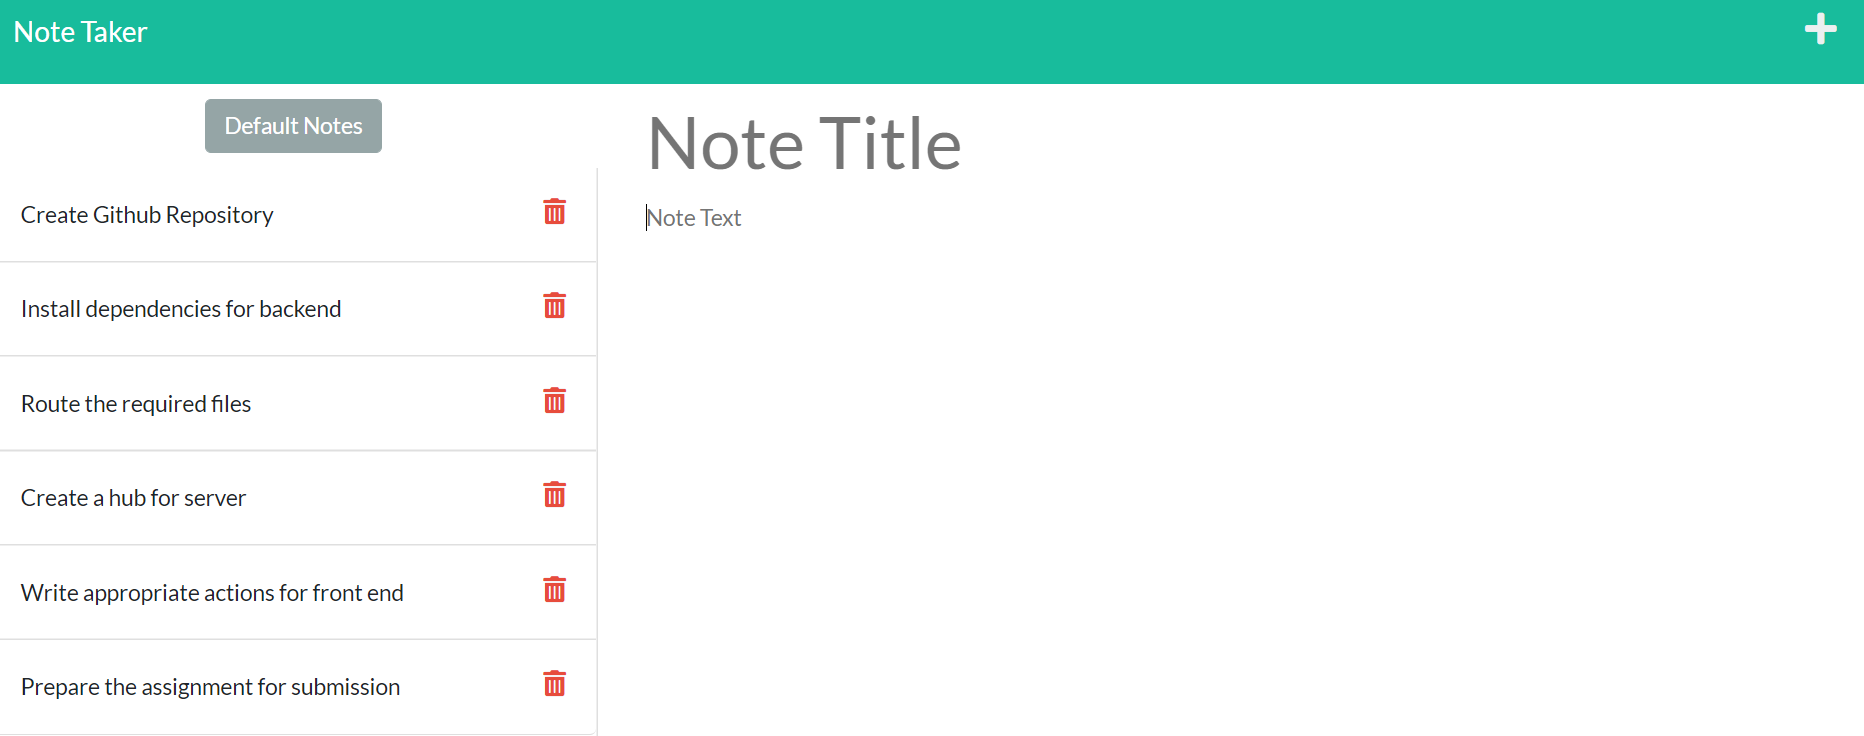 Note Taker
Default Notes
Create Github Repository
Install dependencies for backend
Route the required files
Create a hub for server
Write appropriate actions for front end
Prepare the assignment for submission
Note Title
Note Text